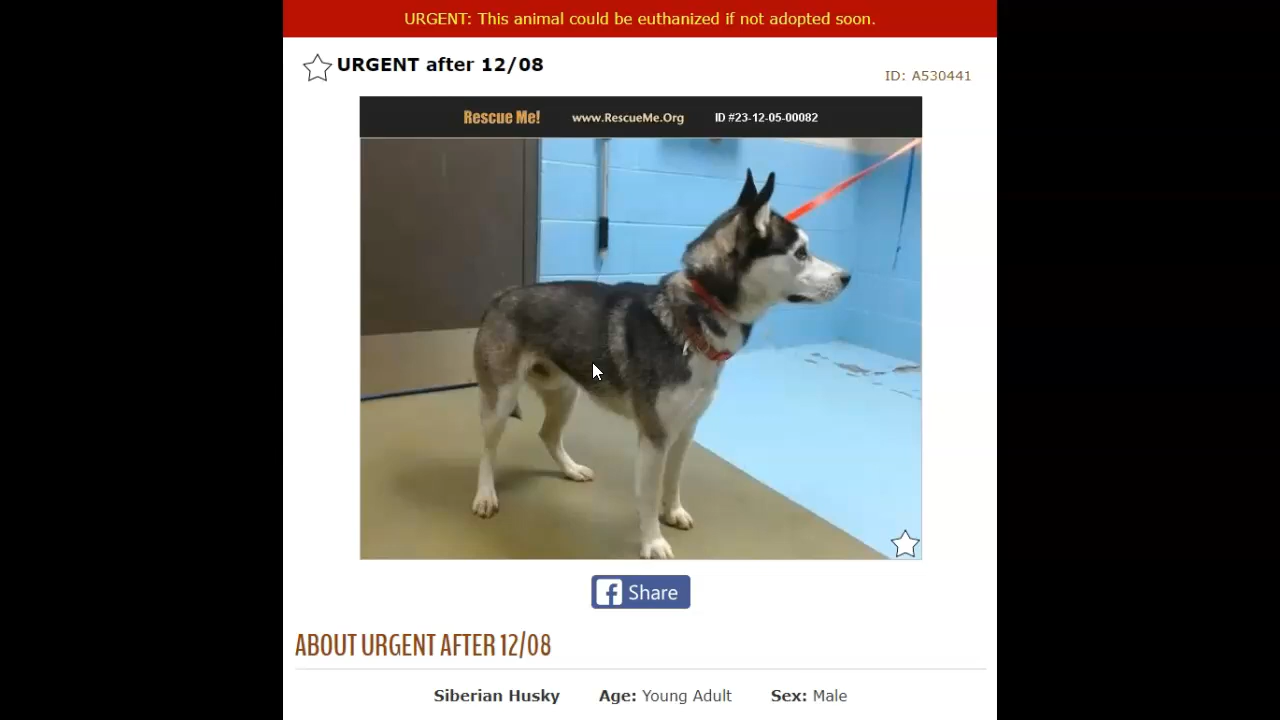 URGENT: This animal could be euthanized if not adopted soon.
URGENT after 12/08
ID: A530441
Rescue Me! www.RescueMe.Org ID #23-12-05-00082
Share
ABOUT URGENT AFTER 12/08
Siberian Husky Age: Young Adult Sex: Male